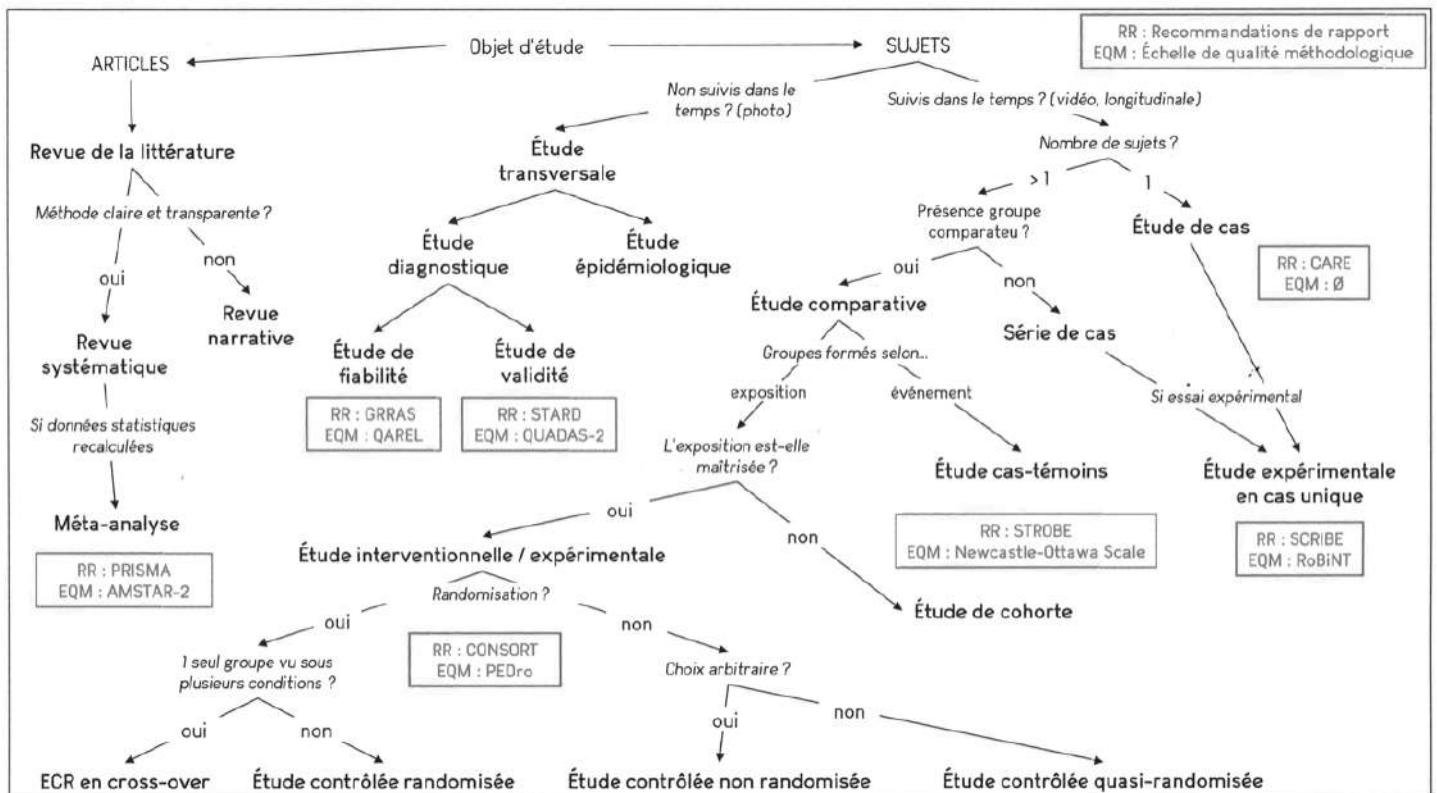 Objet d'étude
ARTICLES
SUJETS
RR : Recommandations de rapport
EQM : Échelle de qualité méthodologique
Non suivis dans le
temps ? (photo)
Suivis dans le temps ? (vidéo, longitudinale)
Revue de la littérature
Étude
transversale
Nombre de sujets ?
>1
1
Méthode claire et transparente ?
Présence groupe
comparateu ?
Étude de cas
Étude
diagnostique
Étude
épidémiologique
oui
non
oui
non
RR : CARE
EQM : Ø
Revue
narrative
Étude comparative
Revue
systématique
Étude de
fiabilité
Étude de
validité
Série de cas
Groupes formés selon...
exposition
événement
Si essai expérimental
RR : GRRAS
EQM : QAREL
RR : STARD
EQM : QUADAS-2
Si données statistiques
recalculées
L'exposition est-elle
maîtrisée ?
Étude cas-témoins
Étude expérimentale
en cas unique
Méta-analyse
oui
non
RR : STROBE
EQM : Newcastle-Ottawa Scale
RR : SCRIBE
EQM : RoBiNT
RR : PRISMA
EQM : AMSTAR-2
Étude interventionnelle / expérimentale
Étude de cohorte
Randomisation ?
oui
non
RR : CONSORT
EQM : PEDro
1 seul groupe vu sous
plusieurs conditions ?
Choix arbitraire ?
oui
non
oui
non
ECR en cross-over
Étude contrôlée randomisée
Étude contrôlée non randomisée
Étude contrôlée quasi-randomisée